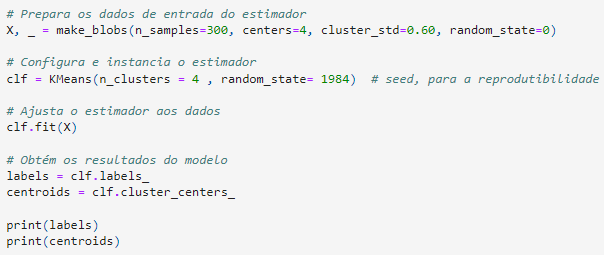 # Prepara os dados de entrada do estimador
X, _ = make_blobs(n_samples=300, centers=4, cluster_std=0.60, random_state=0)
# Configura e instancia o estimador
clf = KMeans(n_clusters = 4 , random_state= 1984)  # seed, para a reprodutibilidade
# Ajusta o estimador aos dados
clf.fit(X)
# Obtém os resultados do modelo
labels = clf.labels_
centroids = clf.cluster_centers_
print(labels)
print(centroids)